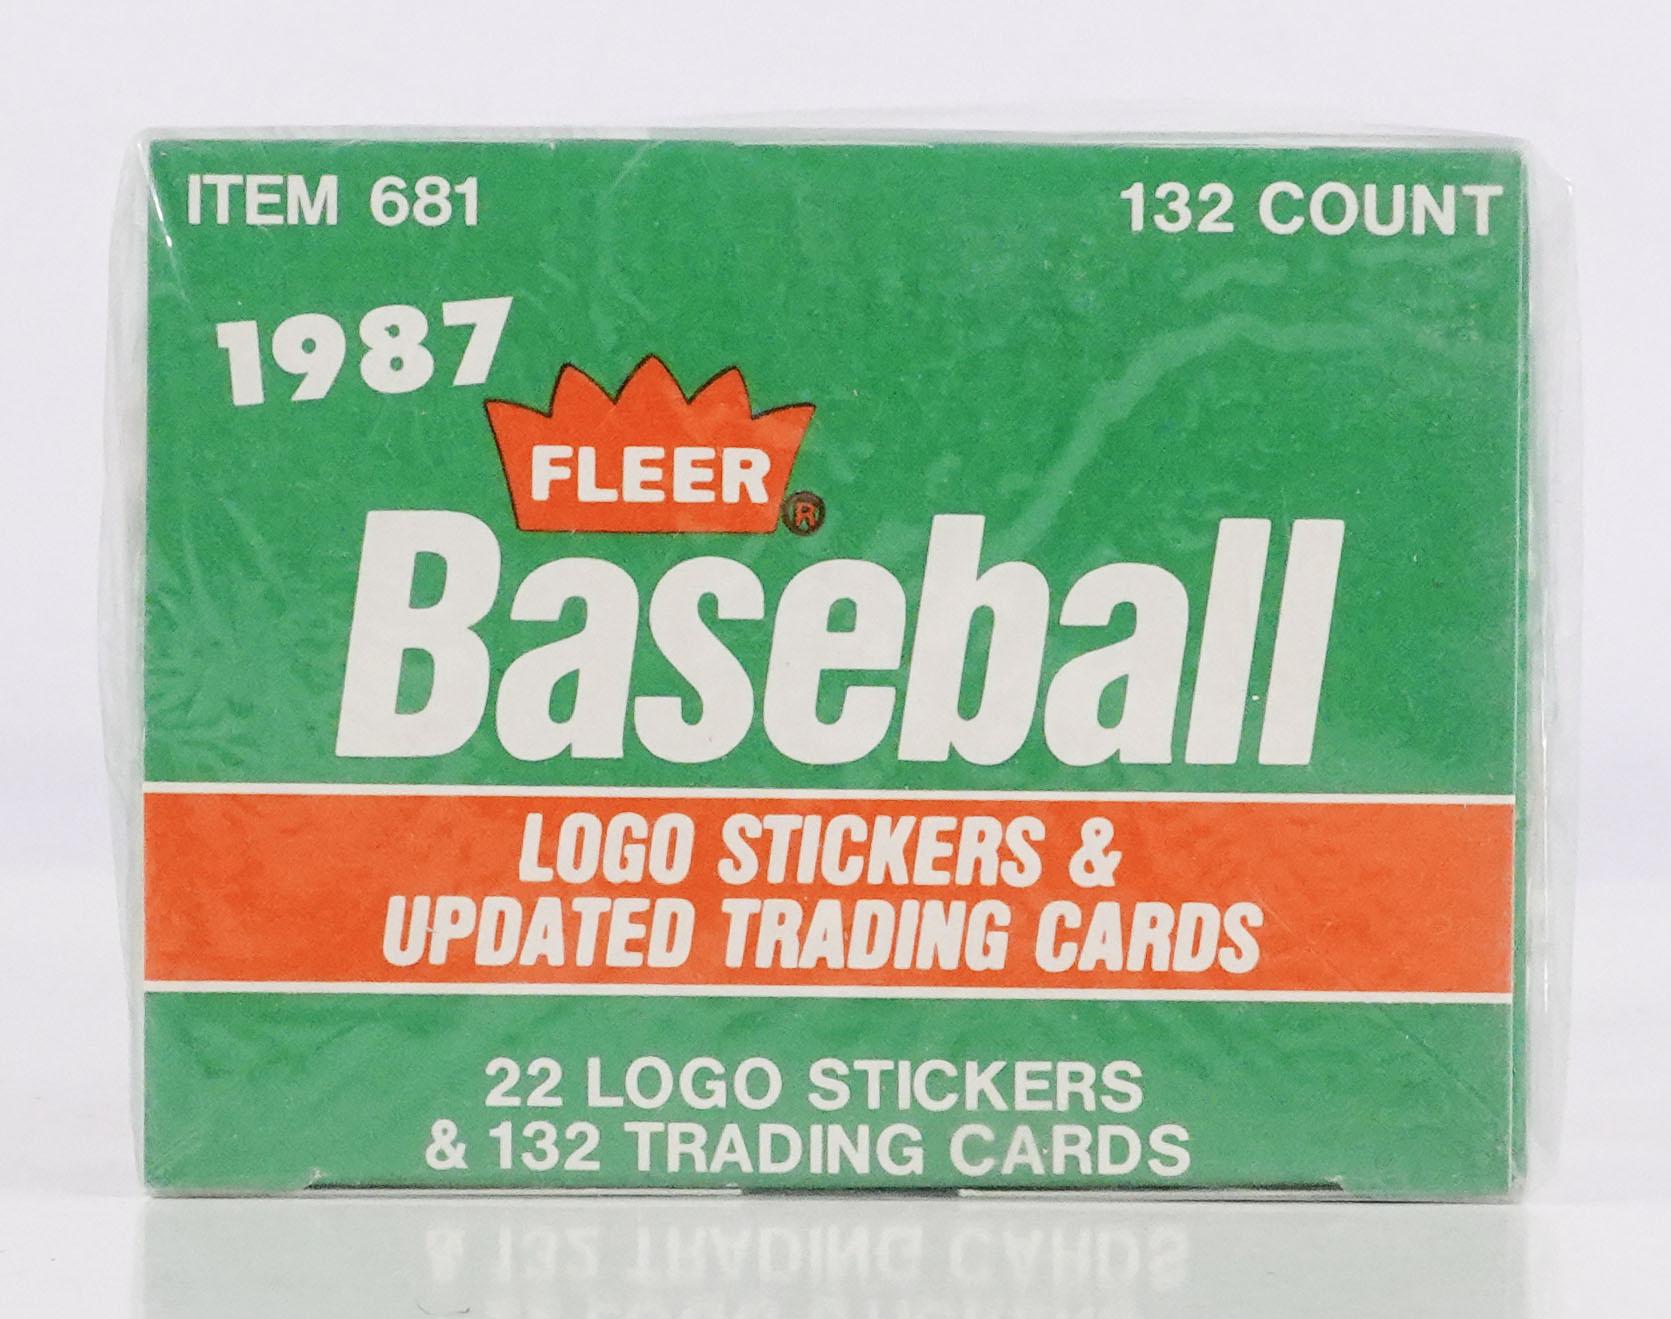 ITEM 681 132 COUNT
1987
FLEER ®
Baseball
LOGO STICKERS &
UPDATED TRADING CARDS
22 LOGO STICKERS
& 132 TRADING CARDS